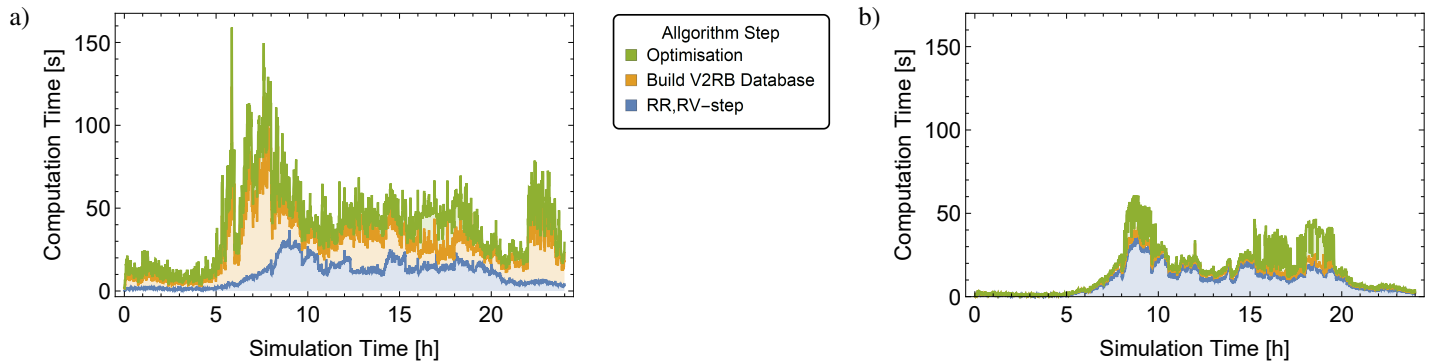 a)
Computation Time [s]
150
100
50
0
0 5 10 15 20
Simulation Time [h]
Allgorithm Step
Optimisation
Build V2RB Database
RR,RV-step
b)
Computation Time [s]
150
100
50
0
0 5 10 15 20
Simulation Time [h]